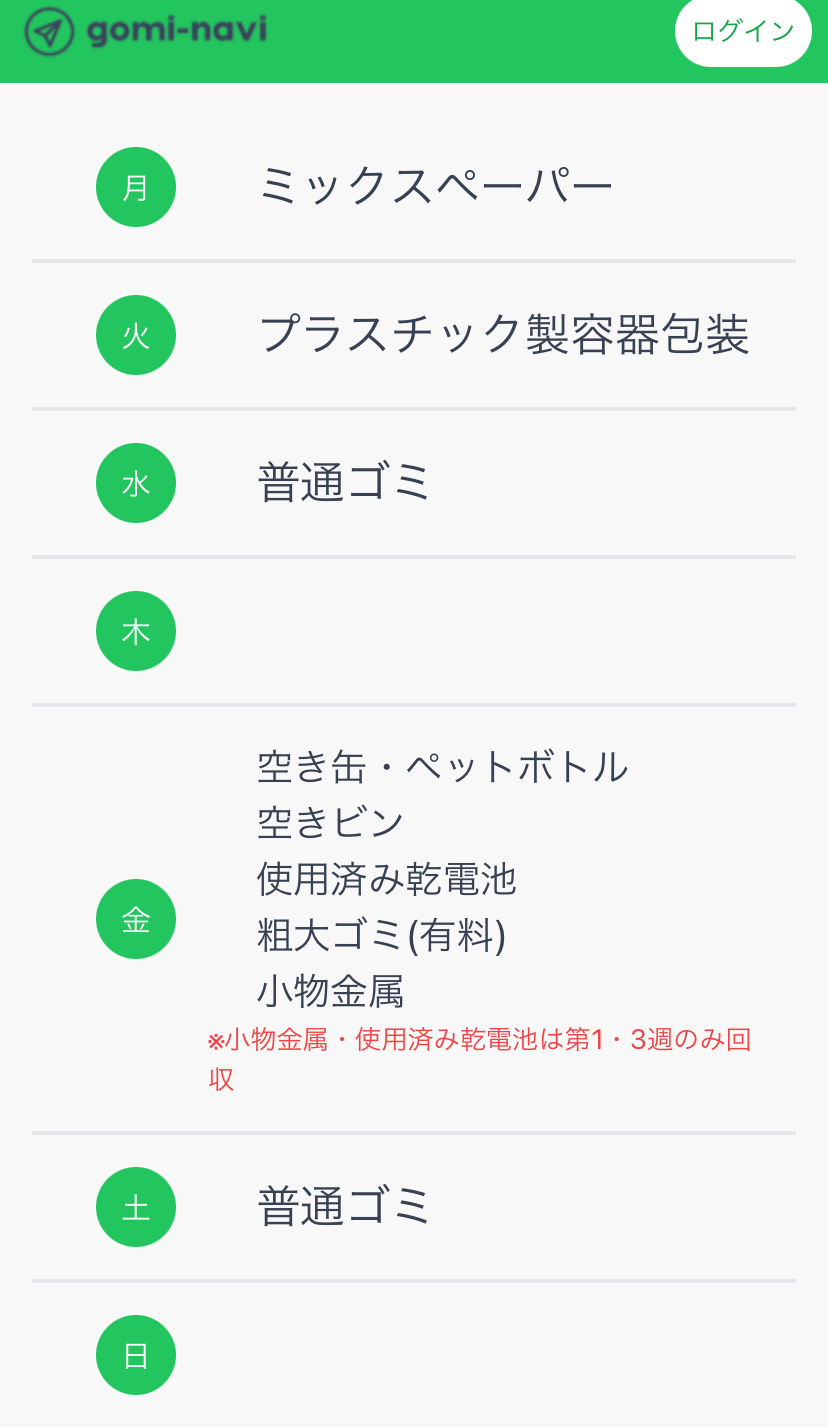 gomi-navi
ログイン
月 ミックスペーパー
火 プラスチック製容器包装
水 普通ゴミ
木
空き缶・ペットボトル
空きビン
使用済み乾電池
金 粗大ゴミ(有料)
小物金属
※小物金属・使用済み乾電池は第1・3週のみ回
収
土 普通ゴミ
日